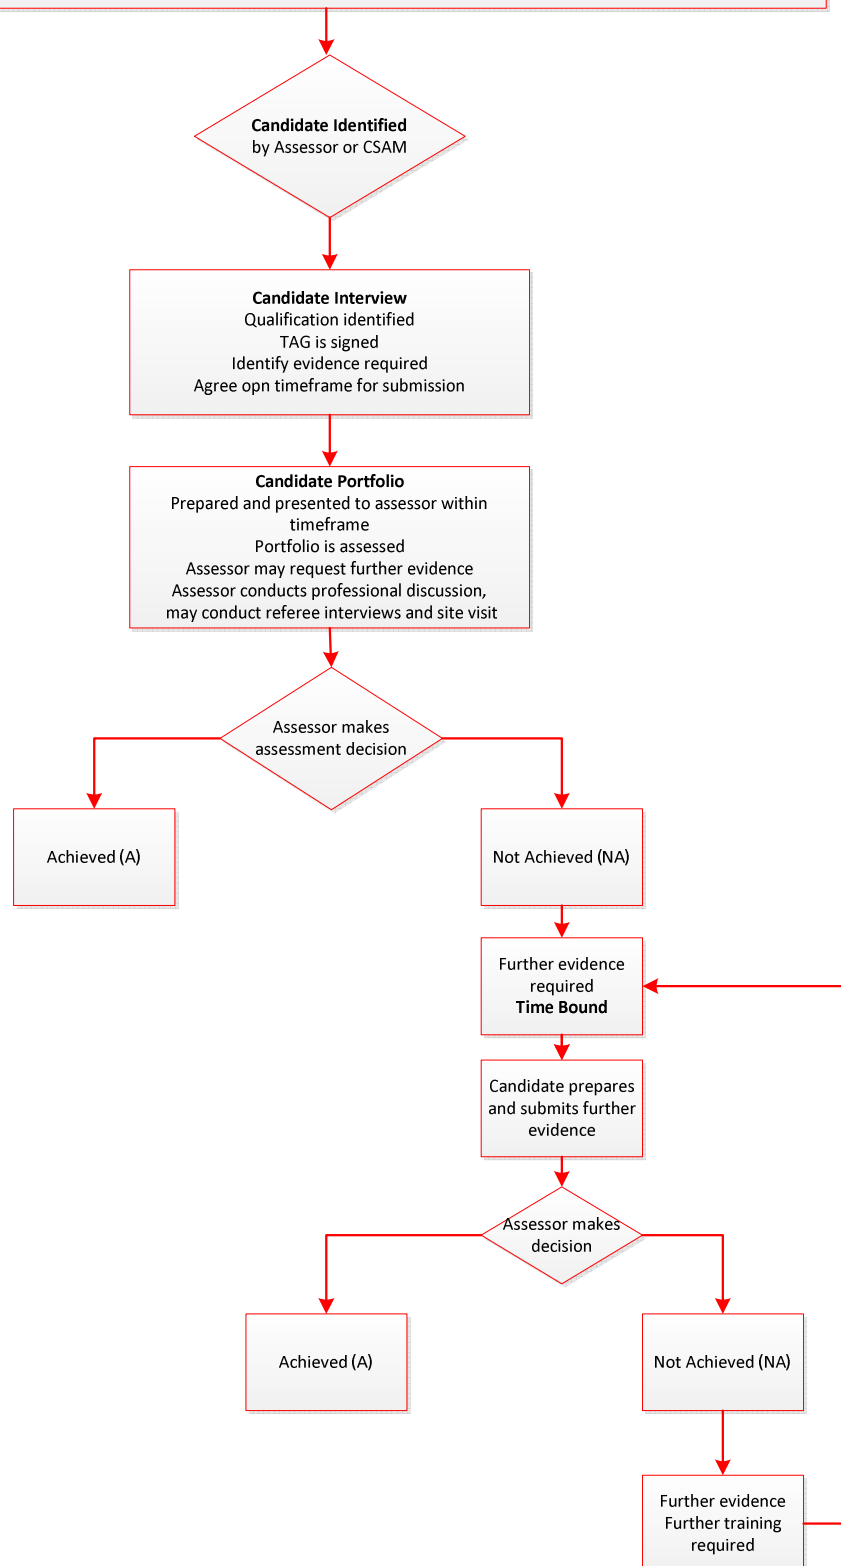 Candidate Identified
by Assessor or CSAM
Candidate Interview
Qualification identified
TAG is signed
Identify evidence required
Agree opn timeframe for submission
Candidate Portfolio
Prepared and presented to assessor within
timeframe
Portfolio is assessed
Assessor may request further evidence
Assessor conducts professional discussion,
may conduct referee interviews and site visit
Assessor makes
assessment decision
Achieved (A)
Not Achieved (NA)
Further evidence
required
Time Bound
Candidate prepares
and submits further
evidence
Assessor makes
decision
Achieved (A)
Not Achieved (NA)
Further evidence
Further training
required